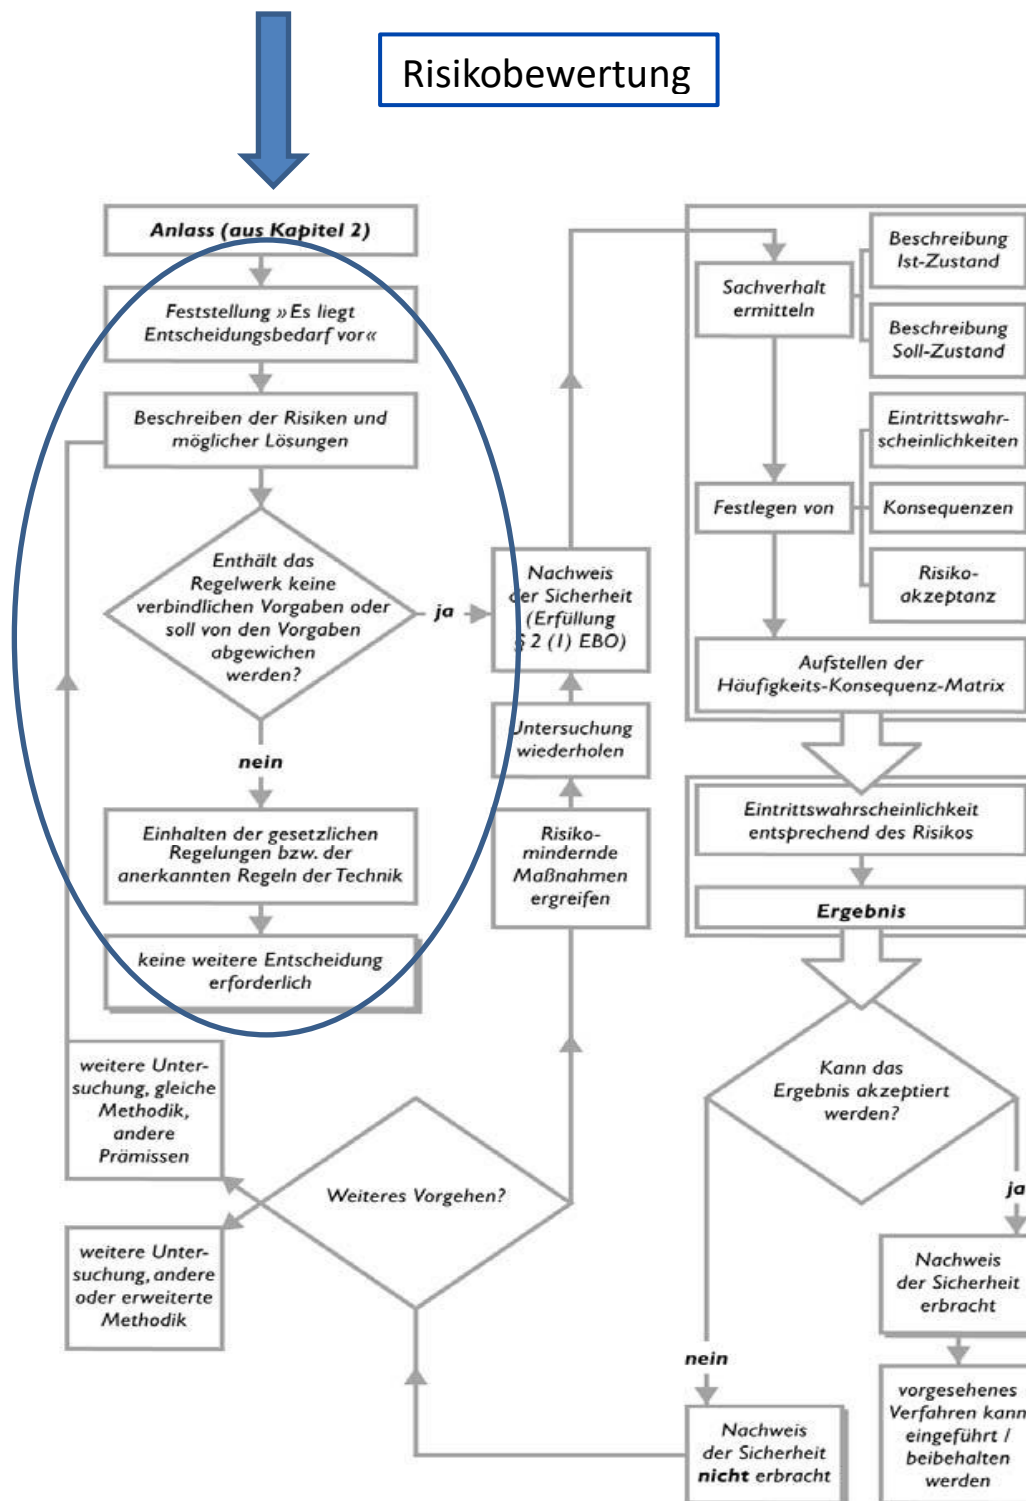 Risikobewertung
Anlass (aus Kapitel 2)
Feststellung »Es liegt
Entscheidungsbedarf vor«
Beschreiben der Risiken und
möglicher Lösungen
Enthält das
Regelwerk keine
verbindlichen Vorgaben oder
soll von den Vorgaben
abgewichen
werden?
ja
nein
Einhalten der gesetzlichen
Regelungen bzw. der
anerkannten Regeln der Technik
keine weitere Entscheidung
erforderlich
weitere Unter-
suchung, gleiche
Methodik,
andere
Prämissen
weitere Unter-
suchung, andere
oder erweiterte
Methodik
Weiteres Vorgehen?
Nachweis
der Sicherheit
(Erfüllung
§ 2 (1) EBO)
Untersuchung
wiederholen
Risiko-
mindernde
Maßnahmen
ergreifen
Sachverhalt
ermitteln
Beschreibung
Ist-Zustand
Beschreibung
Soll-Zustand
Festlegen von
Eintrittswahr-
scheinlichkeiten
Konsequenzen
Risiko-
akzeptanz
Aufstellen der
Häufigkeits-Konsequenz-Matrix
Eintrittswahrscheinlichkeit
entsprechend des Risikos
Ergebnis
Kann das
Ergebnis akzeptiert
werden?
ja
nein
Nachweis
der Sicherheit
erbracht
vorgesehenes
Verfahren kann
eingeführt /
beibehalten
werden
Nachweis
der Sicherheit
nicht erbracht